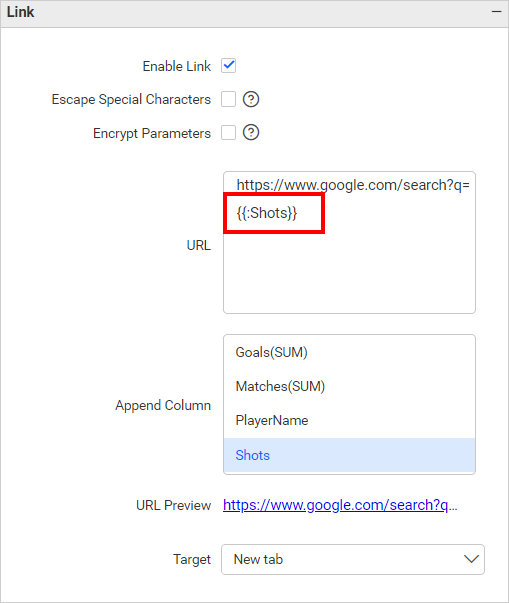 Link
Enable Link
Escape Special Characters
Encrypt Parameters
URL
https://www.google.com/search?q=
{{:Shots}}
Append Column
Goals(SUM)
Matches(SUM)
PlayerName
Shots
URL Preview https://www.google.com/search?q...
Target New tab